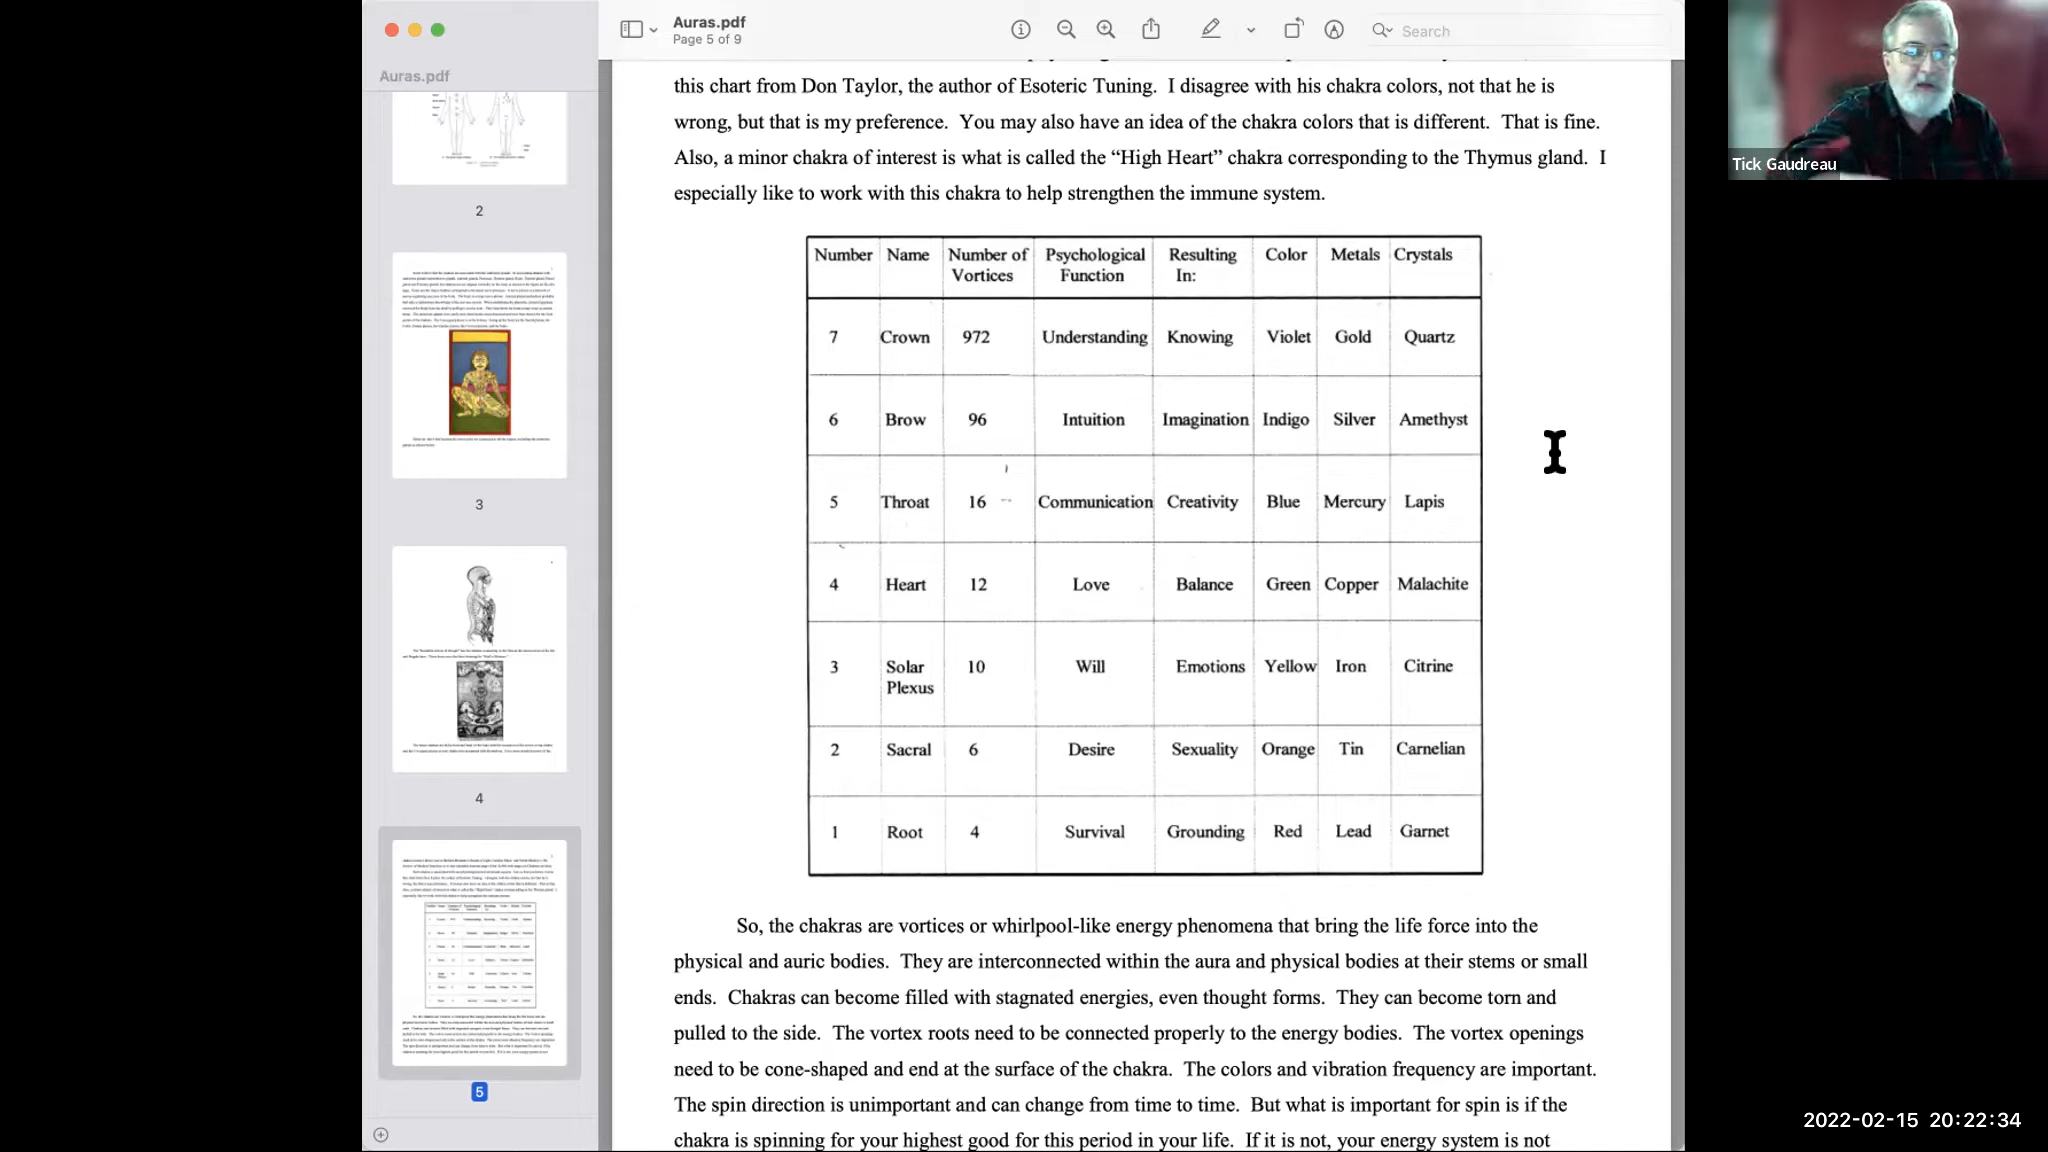 Auras.pdf
Page 5 of 9
Search
Auras.pdf
2
3
4
5
this chart from Don Taylor, the author of Esoteric Tuning.  I disagree with his chakra colors, not that he is
wrong, but that is my preference.  You may also have an idea of the chakra colors that is different.  That is fine.
Also, a minor chakra of interest is what is called the “High Heart” chakra corresponding to the Thymus gland.  I
especially like to work with this chakra to help strengthen the immune system.
Number Name Number of Vortices Psychological Function Resulting In: Color Metals Crystals
7 Crown 972 Understanding Knowing Violet Gold Quartz
6 Brow 96 Intuition Imagination Indigo Silver Amethyst
5 Throat 16 Communication Creativity Blue Mercury Lapis
4 Heart 12 Love Balance Green Copper Malachite
3 Solar Plexus 10 Will Emotions Yellow Iron Citrine
2 Sacral 6 Desire Sexuality Orange Tin Carnelian
1 Root 4 Survival Grounding Red Lead Garnet
So, the chakras are vortices or whirlpool-like energy phenomena that bring the life force into the
physical and auric bodies.  They are interconnected within the aura and physical bodies at their stems or small
ends.  Chakras can become filled with stagnated energies, even thought forms.  They can become torn and
pulled to the side.  The vortex roots need to be connected properly to the energy bodies.  The vortex openings
need to be cone-shaped and end at the surface of the chakra.  The colors and vibration frequency are important.
The spin direction is unimportant and can change from time to time.  But what is important for spin is if the
chakra is spinning for your highest good for this period in your life.  If it is not, your energy system is not
Tick Gaudreau
2022-02-15 20:22:34